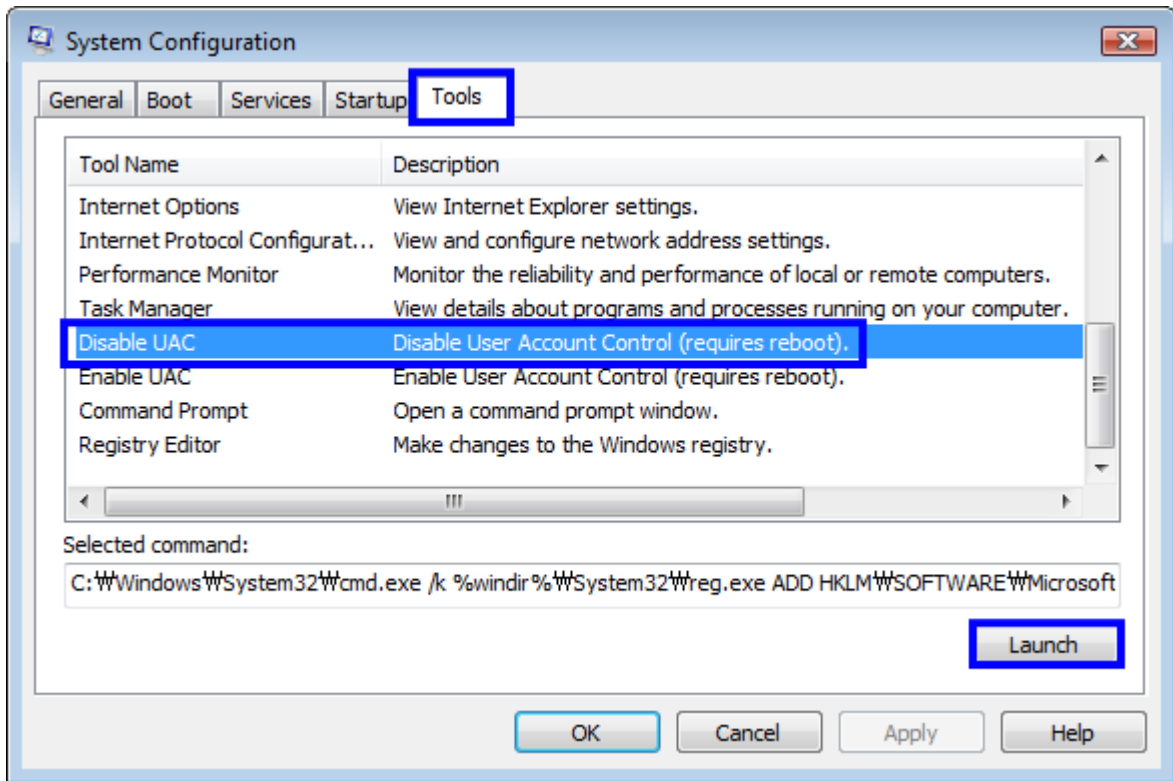 System Configuration
General Boot Services Startup Tools
Tool Name Description
Internet Options View Internet Explorer settings.
Internet Protocol Configurat... View and configure network address settings.
Performance Monitor Monitor the reliability and performance of local or remote computers.
Task Manager View details about programs and processes running on your computer.
Disable UAC Disable User Account Control (requires reboot).
Enable UAC Enable User Account Control (requires reboot).
Command Prompt Open a command prompt window.
Registry Editor Make changes to the Windows registry.
Selected command:
C:₩Windows₩System32₩cmd.exe /k %windir%₩System32₩reg.exe ADD HKLM₩SOFTWARE₩Microsoft
Launch
OK Cancel Apply Help